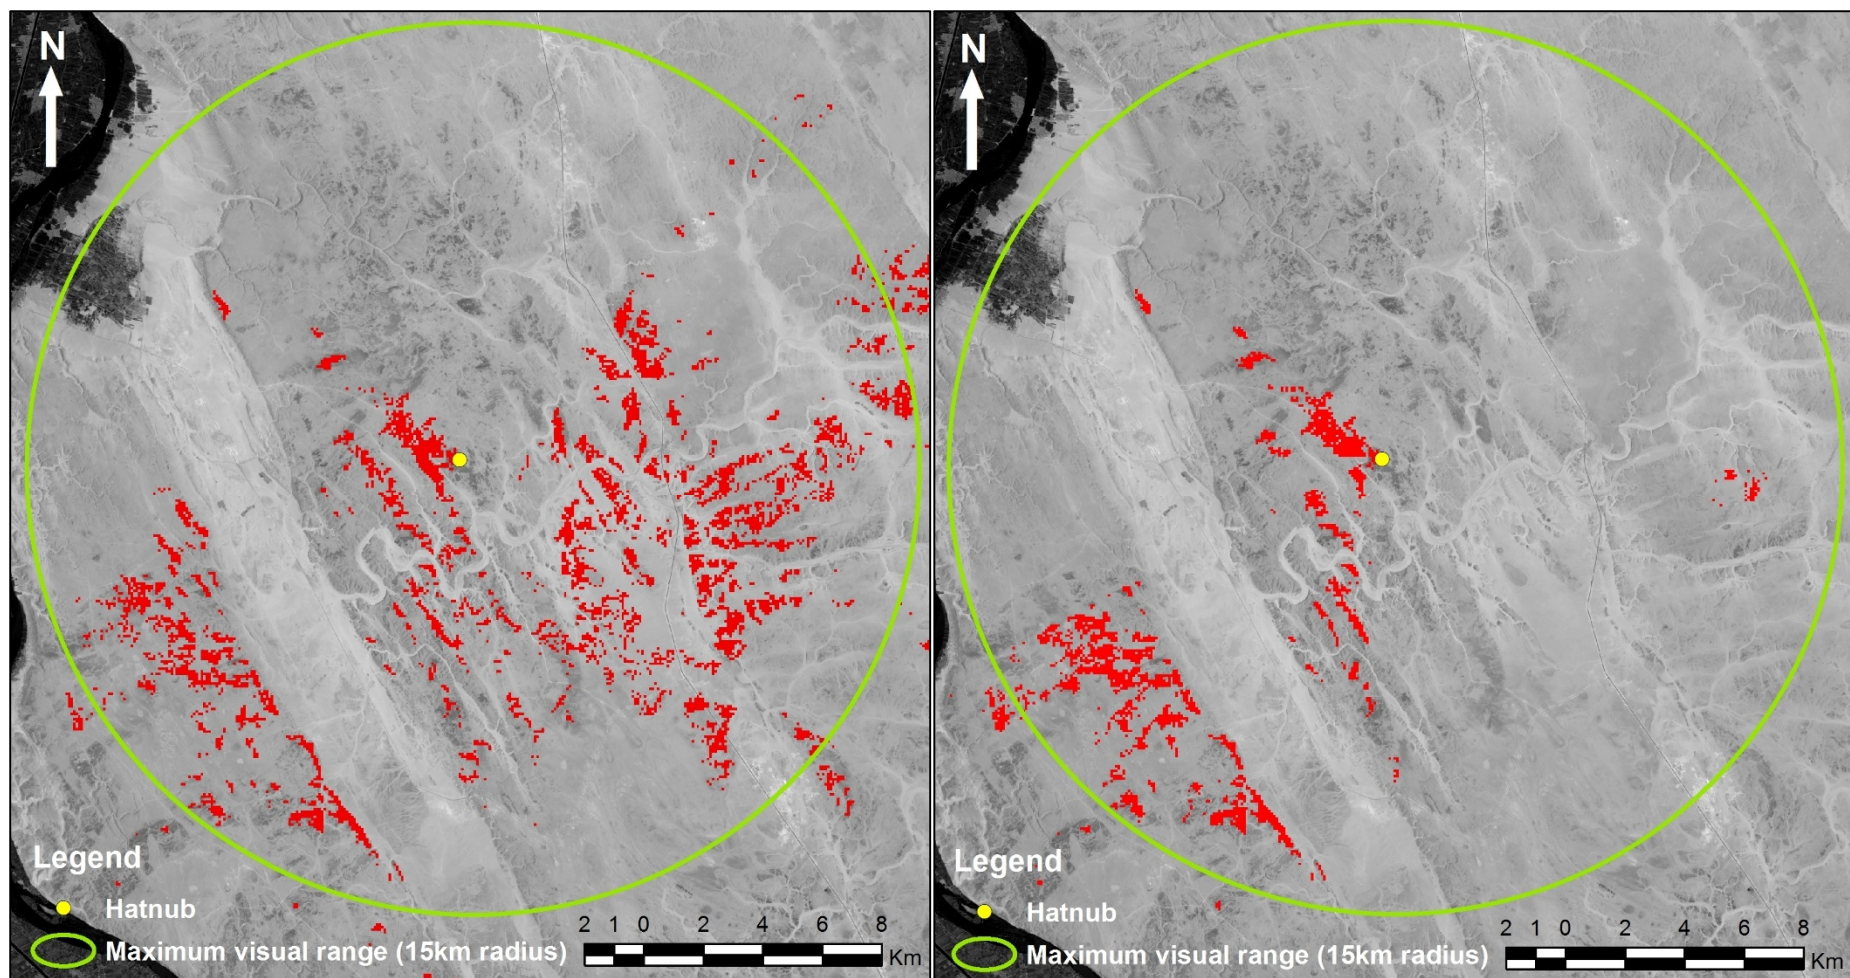 N
Legend
Hatnub
Maximum visual range (15km radius)
2 1 0 2 4 6 8
Km
N
Legend
Hatnub
Maximum visual range (15km radius)
2 1 0 2 4 6 8
Km